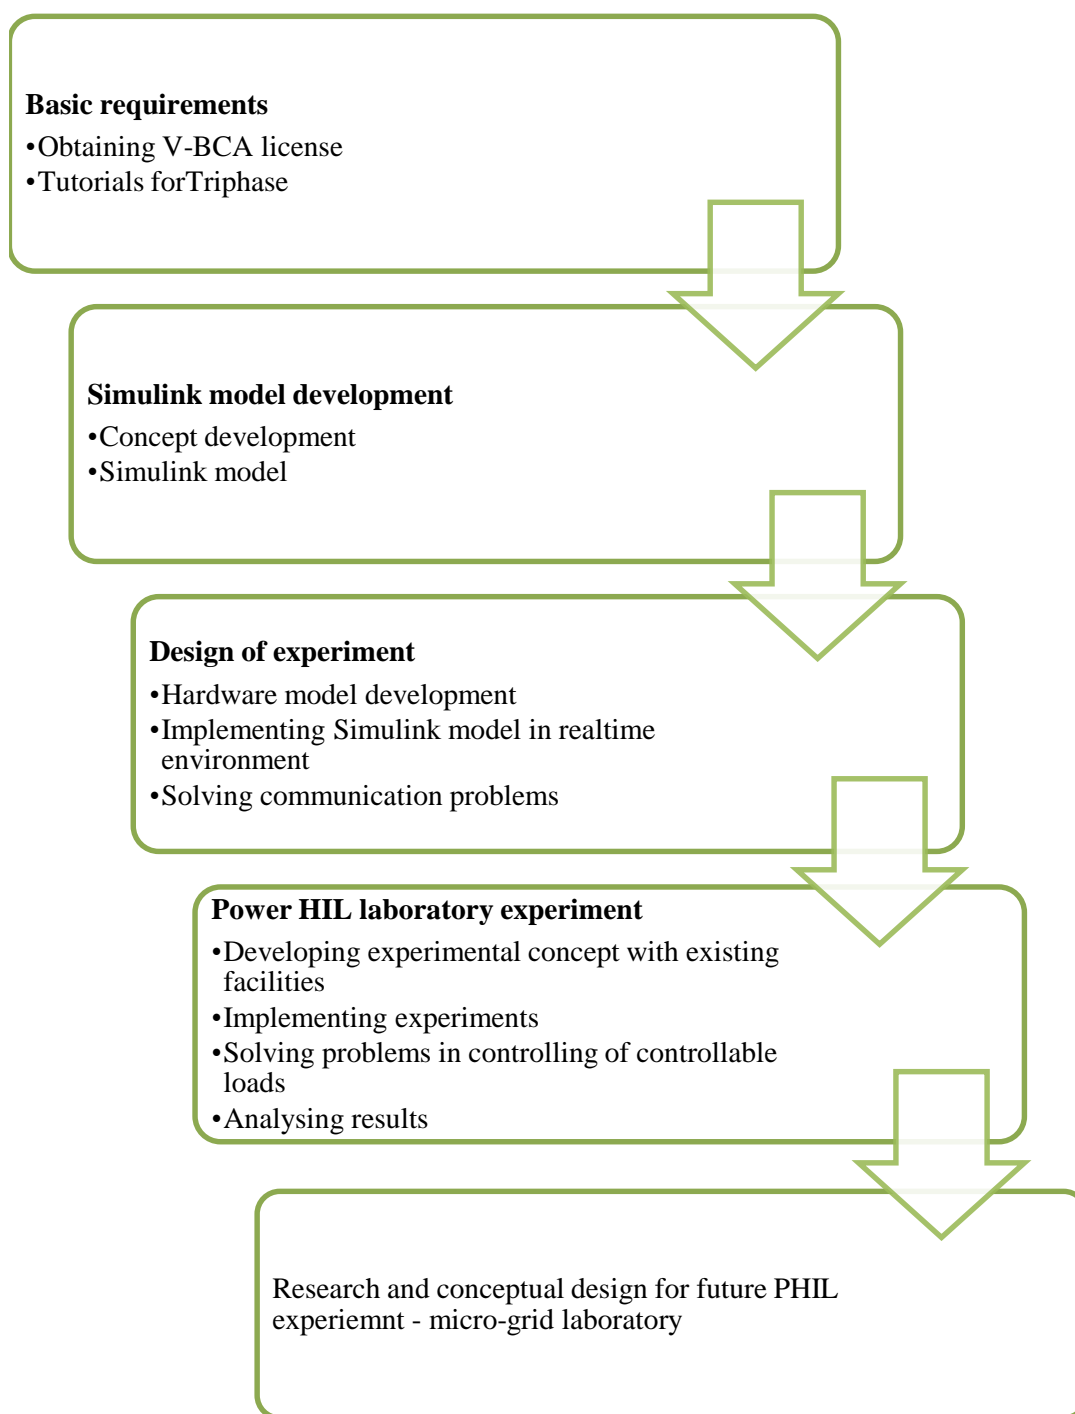 Basic requirements
•Obtaining V-BCA license
•Tutorials forTriphase
Simulink model development
•Concept development
•Simulink model
Design of experiment
•Hardware model development
•Implementing Simulink model in realtime
environment
•Solving communication problems
Power HIL laboratory experiment
•Developing experimental concept with existing
facilities
•Implementing experiments
•Solving problems in controlling of controllable
loads
•Analysing results
Research and conceptual design for future PHIL
experiemnt - micro-grid laboratory